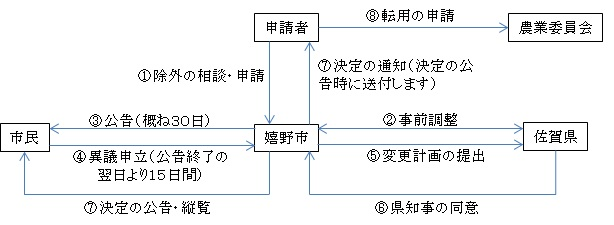 ⑧転用の申請
申請者
農業委員会
①除外の相談・申請
⑦決定の通知(決定の公
告時に送付します)
③公告(概ね30日)
②事前調整
市民
嬉野市
佐賀県
④異議申立(公告終了の
翌日より15日間)
⑤変更計画の提出
⑦決定の公告・縦覧
⑥県知事の同意